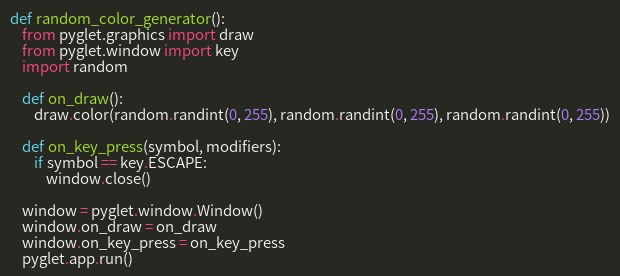 def random_color_generator():
from pyglet.graphics import draw
from pyglet.window import key
import random
def on_draw():
draw.color(random.randint(0, 255), random.randint(0, 255), random.randint(0, 255))
def on_key_press(symbol, modifiers):
if symbol == key.ESCAPE:
window.close()
window = pyglet.window.Window()
window.on_draw = on_draw
window.on_key_press = on_key_press
pyglet.app.run()